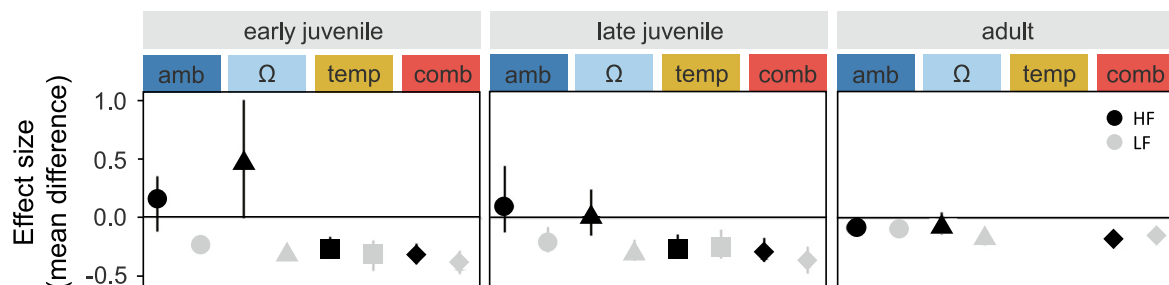 early juvenile late juvenile adult
amb Ω temp comb amb Ω temp comb amb Ω temp comb
Effect size
(mean difference)
1.0
0.5
0.0
-0.5
HF
LF